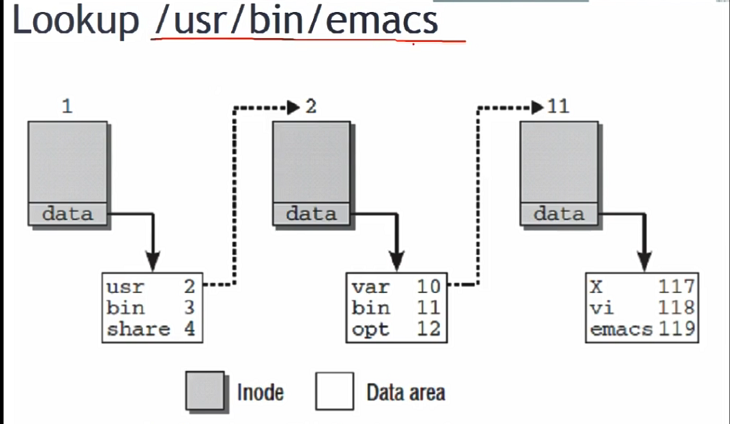 Lookup /usr/bin/emacs
1
2
11
data
data
data
usr 2
bin 3
share 4
var 10
bin 11
opt 12
X 117
vi 118
emacs 119
Inode
Data area